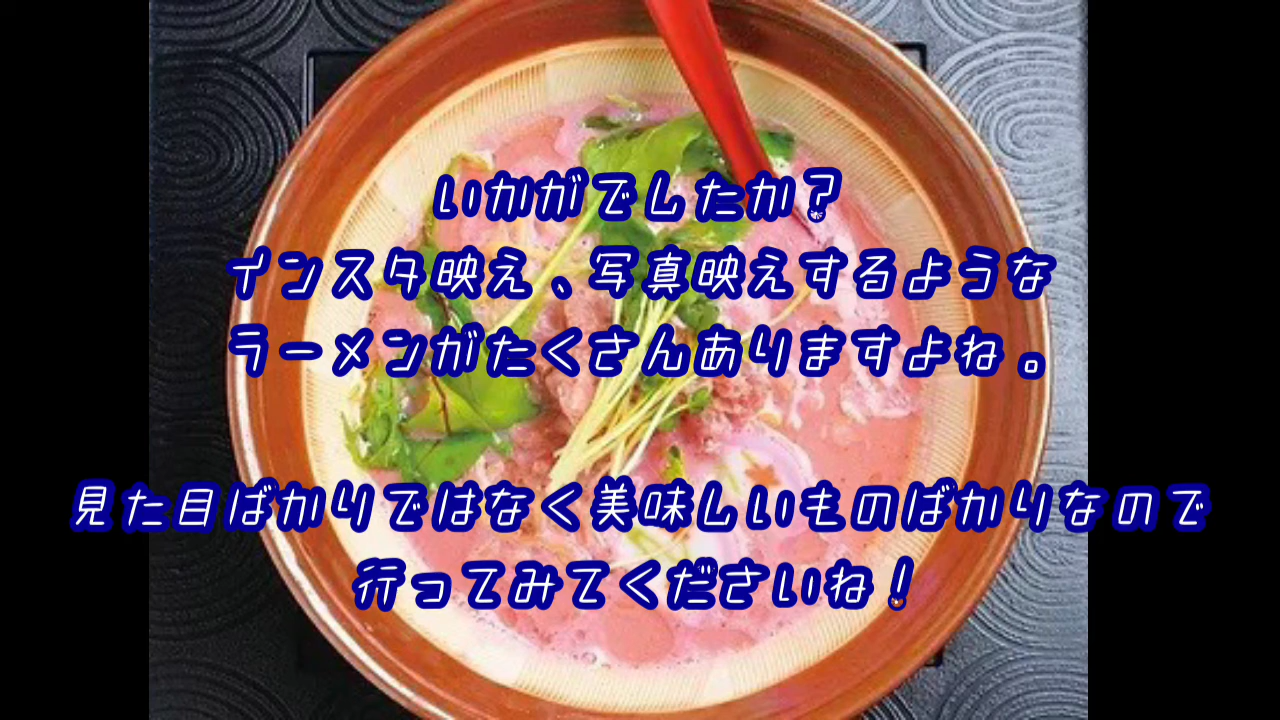 いかがでしたか？
インスタ映え、写真映えするような
ラーメンがたくさんありますよね。
見た目ばかりではなく美味しいものばかりなので
行ってみてくださいね！